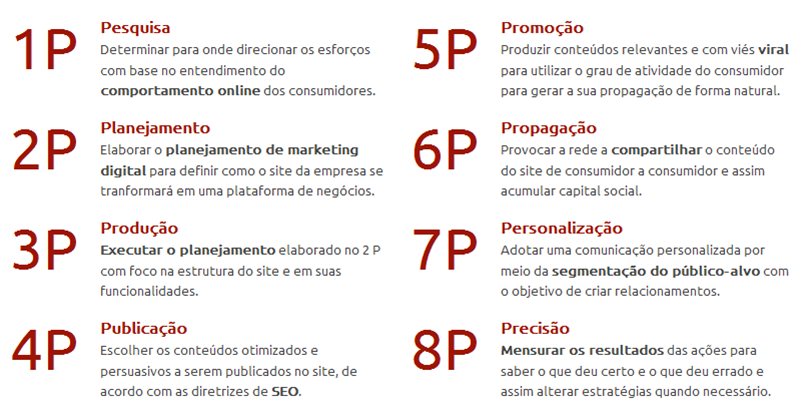 1P
Pesquisa
Determinar para onde direcionar os esforços
com base no entendimento do
comportamento online dos consumidores.
2P
Planejamento
Elaborar o planejamento de marketing
digital para definir como o site da empresa se
tranformará em uma plataforma de negócios.
3P
Produção
Executar o planejamento elaborado no 2 P
com foco na estrutura do site e em suas
funcionalidades.
4P
Publicação
Escolher os conteúdos otimizados e
persuasivos a serem publicados no site, de
acordo com as diretrizes de SEO.
5P
Promoção
Produzir conteúdos relevantes e com viés viral
para utilizar o grau de atividade do consumidor
para gerar a sua propagação de forma natural.
6P
Propagação
Provocar a rede a compartilhar o conteúdo
do site de consumidor a consumidor e assim
acumular capital social.
7P
Personalização
Adotar uma comunicação personalizada por
meio da segmentação do público-alvo com
o objetivo de criar relacionamentos.
8P
Precisão
Mensurar os resultados das ações para
saber o que deu certo e o que deu errado e
assim alterar estratégias quando necessário.